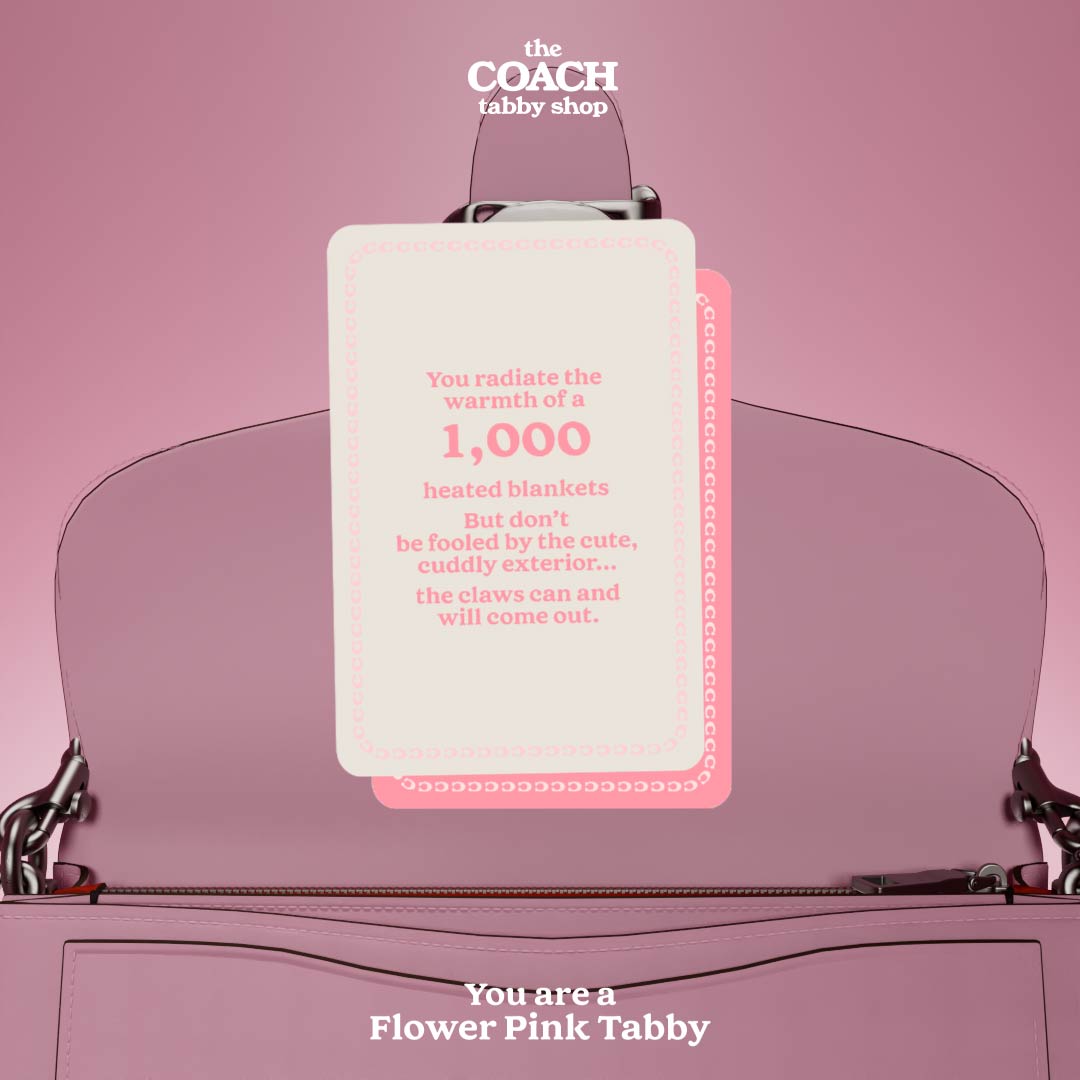 the
COACH
tabby shop
You radiate the
warmth of a
1,000
heated blankets
But don't
be fooled by the cute,
cuddly exterior...
the claws can and
will come out.
You are a
Flower Pink Tabby